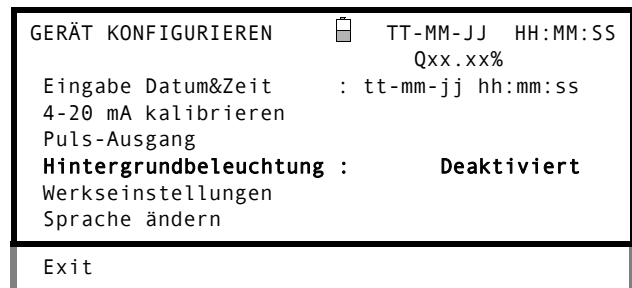 GERÄT KONFIGURIEREN TT-MM-JJ HH:MM:SS
Qxx.xx%
Eingabe Datum&Zeit : tt-mm-jj hh:mm:ss
4-20 mA kalibrieren
Puls-Ausgang
Hintergrundbeleuchtung : Deaktiviert
Werkseinstellungen
Sprache ändern
Exit